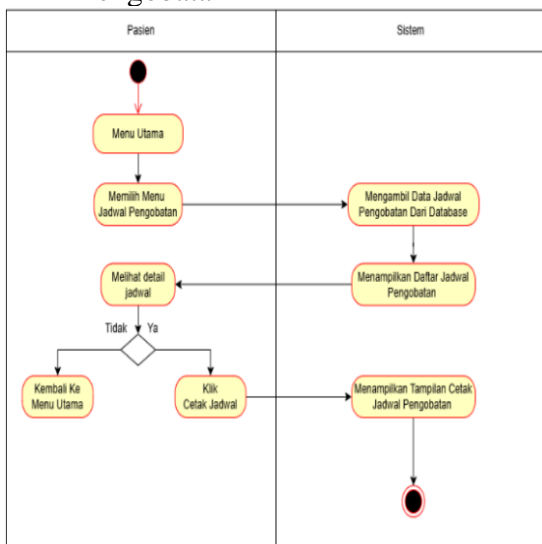 Pasien
Sistem
Menu Utama
Memilih Menu
Jadwal Pengobatan
Mengambil Data Jadwal
Pengobatan Dari Database
Melihat detail
jadwal
Menampilkan Daftar Jadwal
Pengobatan
Tidak
Ya
Kembali Ke
Menu Utama
Klik
Cetak Jadwal
Menampilkan Tampilan Cetak
Jadwal Pengobatan